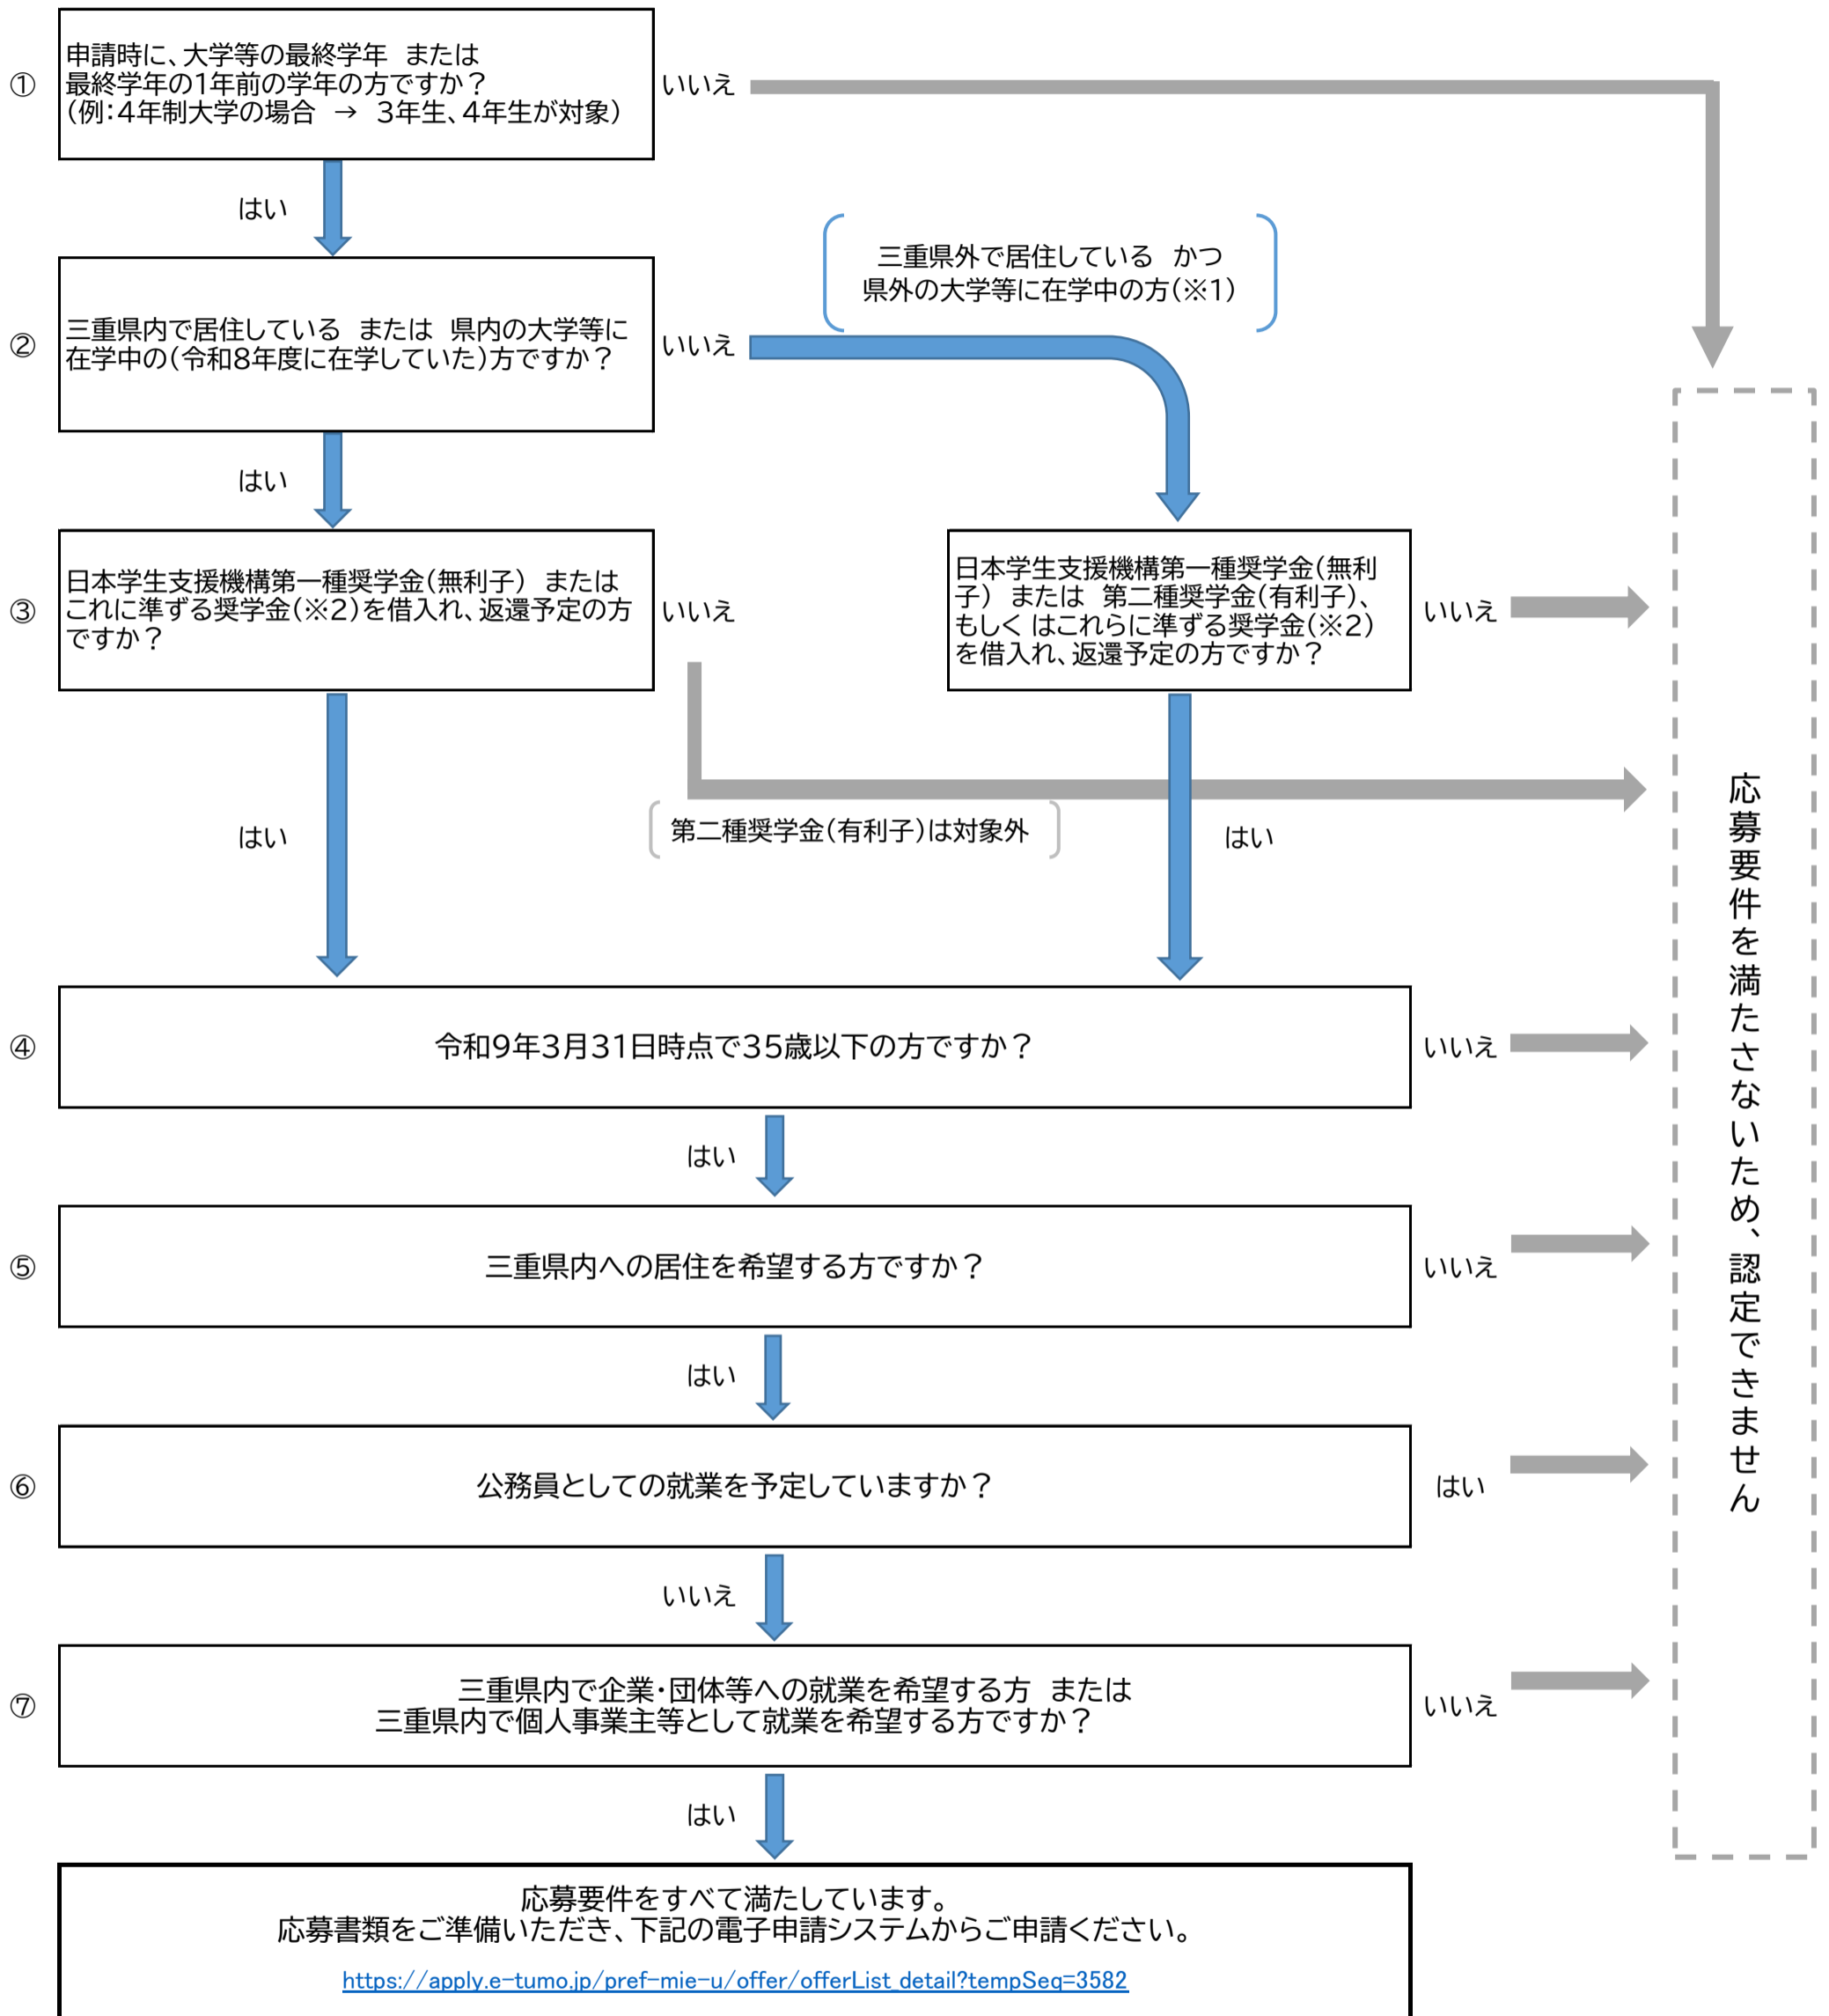 ①
申請時に、大学等の最終学年　または
最終学年の1年前の学年の方ですか？
（例：4年制大学の場合　→　3年生、4年生が対象）
いいえ
はい
三重県外で居住している　かつ
県外の大学等に在学中の方（※1）
②
三重県内で居住している　または　県内の大学等に
在学中の（令和8年度に在学していた）方ですか？
いいえ
はい
③
日本学生支援機構第一種奨学金（無利子）　または
これに準ずる奨学金（※2）を借入れ、返還予定の方
ですか？
いいえ
日本学生支援機構第一種奨学金（無利
子）　または　第二種奨学金（有利子）、
もしく はこれらに準ずる奨学金（※2）
を借入れ、返還予定の方ですか？
いいえ
はい
第二種奨学金（有利子）は対象外
はい
④
令和9年3月31日時点で35歳以下の方ですか？
いいえ
はい
⑤
三重県内への居住を希望する方ですか？
いいえ
はい
⑥
公務員としての就業を予定していますか？
はい
いいえ
⑦
三重県内で企業・団体等への就業を希望する方　または
三重県内で個人事業主等として就業を希望する方ですか？
いいえ
はい
応募要件を満たさないため、認定できません
応募要件をすべて満たしています。
応募書類をご準備いただき、下記の電子申請システムからご申請ください。
https://apply.e-tumo.jp/pref-mie-u/offer/offerList_detail?tempSeq=3582